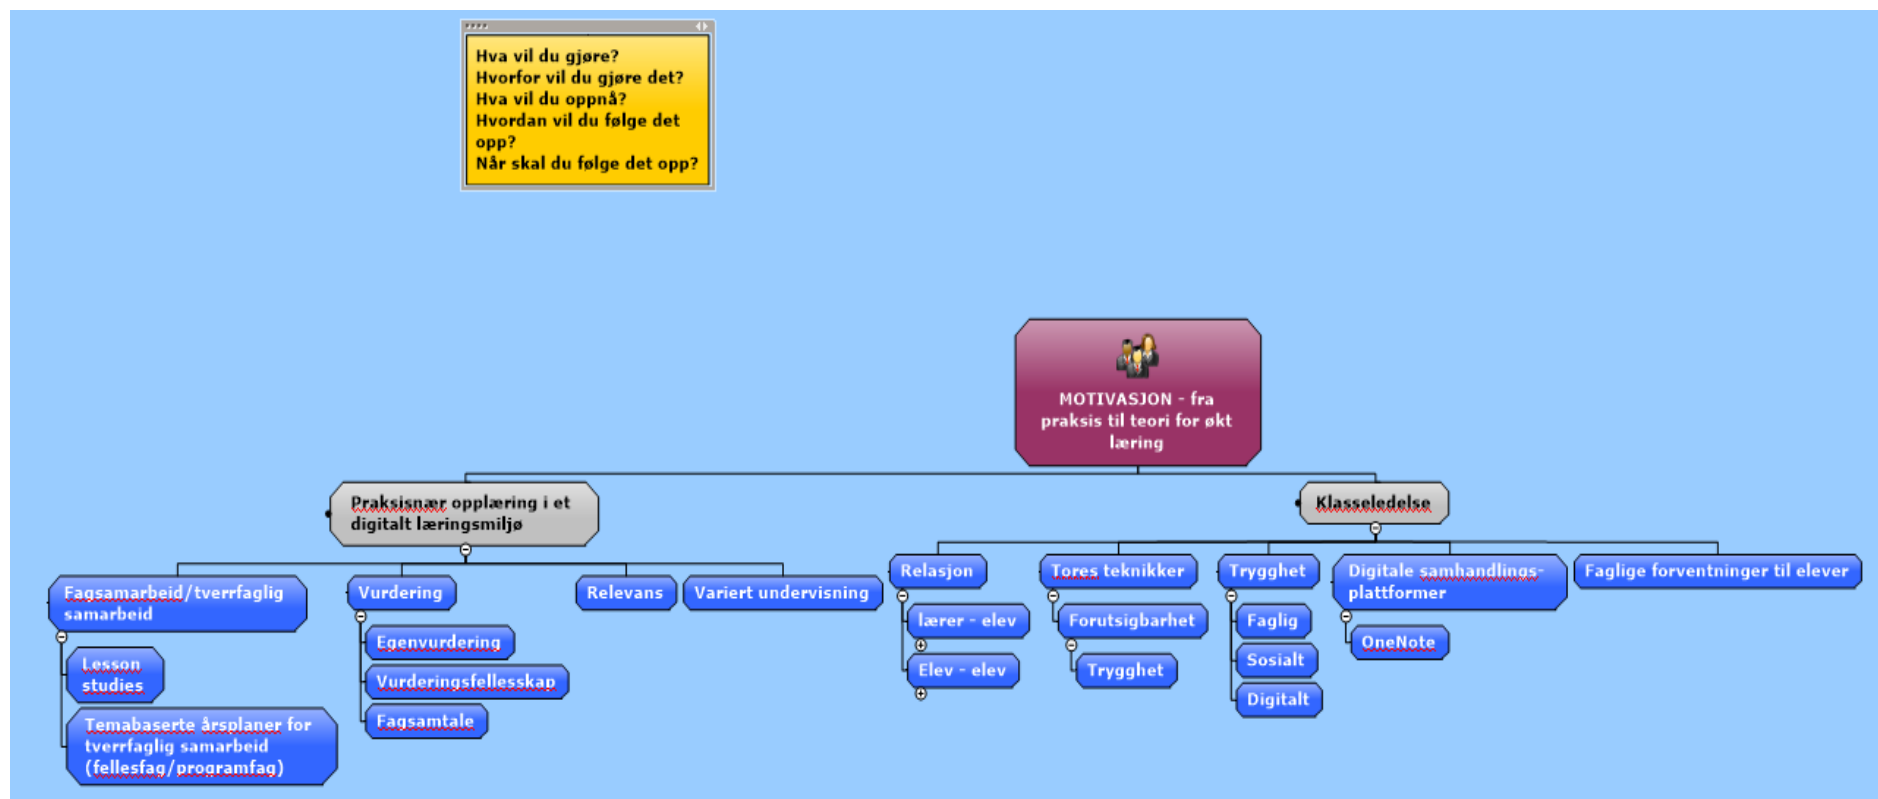 Hva vil du gjøre?
Hvorfor vil du gjøre det?
Hva vil du oppnå?
Hvordan vil du følge det
opp?
Når skal du følge det opp?
MOTIVASJON - fra
praksis til teori for økt
læring
Praksisnær opplæring i et
digitalt læringsmiljø
Fagsamarbeid/tverrfaglig
samarbeid
Lesson
studies
Temabaserte årsplaner for
tverrfaglig samarbeid
(fellesfag/programfag)
Vurdering
Egenvurdering
Vurderingsfellesskap
Fagsamtale
Relevans
Variert undervisning
Klasseledelse
Relasjon
lærer - elev
Elev - elev
Tores teknikker
Forutsigbarhet
Trygghet
Trygghet
Faglig
Sosialt
Digitalt
Digitale samhandlings-
plattformer
OneNote
Faglige forventninger til elever